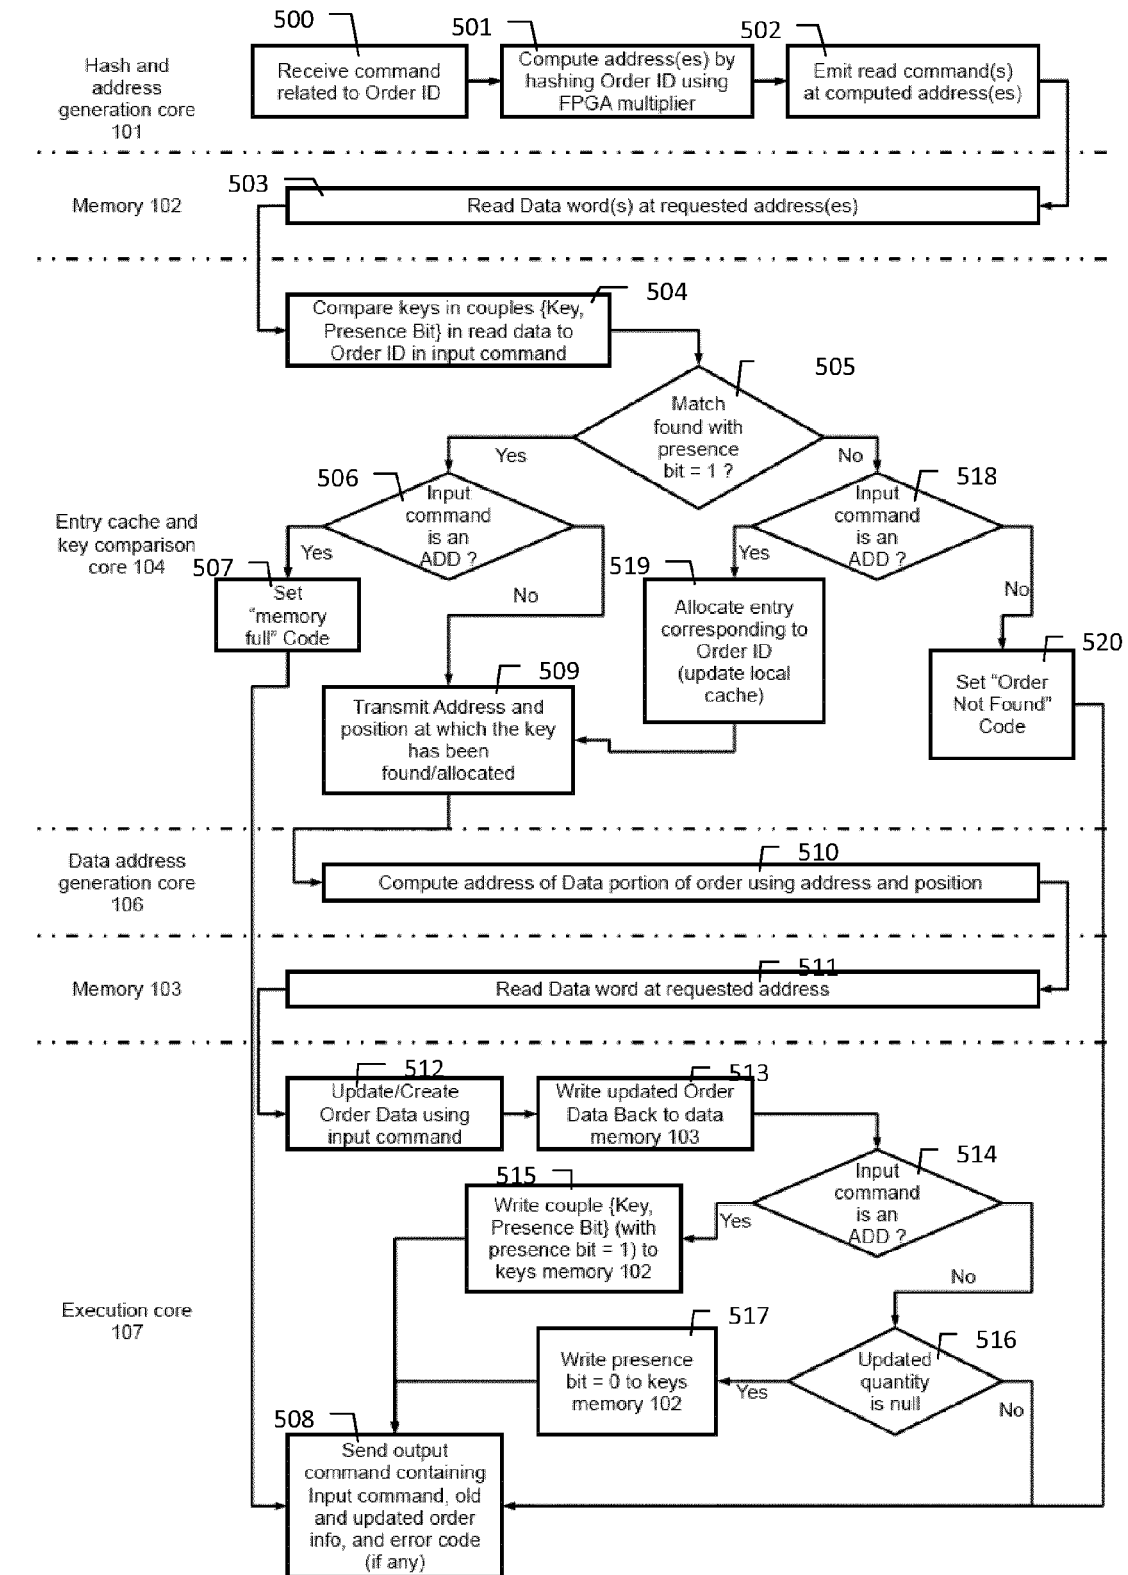 500
501
502
Hash and
address
generation core
101
Receive command
related to Order ID
Compute address(es) by
hashing Order ID using
FPGA multiplier
Emit read command(s)
at computed address(es)
503
Memory 102
Read Data word(s) at requested address(es)
504
Compare keys in couples {Key,
Presence Bit} in read data to
Order ID in input command
505
Match
found with
presence
bit = 1 ?
Yes
No
Entry cache and
key comparison
core 104
506
Input
command
is an
ADD ?
Yes
No
518
Input
command
is an
ADD ?
Yes
No
507
Set
“memory
full” Code
519
Allocate entry
corresponding to
Order ID
(update local
cache)
520
Set “Order
Not Found”
Code
509
Transmit Address and
position at which the key
has been
found/allocated
Data address
generation core
106
510
Compute address of Data portion of order using address and position
Memory 103
511
Read Data word at requested address
512
Update/Create
Order Data using
input command
513
Write updated Order
Data Back to data
memory 103
514
Input
command
is an
ADD ?
Yes
No
515
Write couple {Key,
Presence Bit} (with
presence bit = 1) to
keys memory 102
Execution core
107
516
Updated
quantity
is null
Yes
No
517
Write presence
bit = 0 to keys
memory 102
508
Send output
command containing
Input command, old
and updated order
info, and error code
(if any)